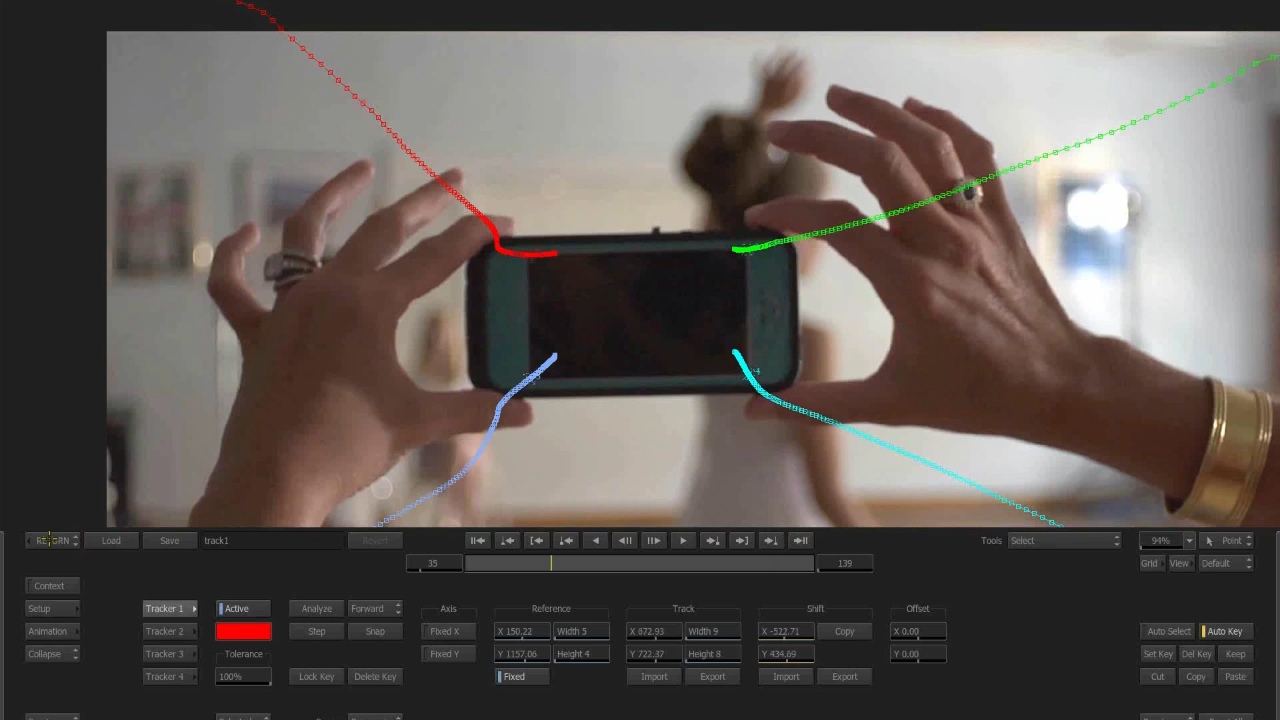 RETURN Load Save track1 Revert Tools Select 94% Point
35 139 Grid View Default
Context
Setup Tracker 1 Active Analyze Forward Axis Reference Track Shift Offset
Animation Tracker 2 Step Snap Fixed X X 150.22 Width 5 X 672.93 Width 9 X -522.71 Copy X 0.00 Auto Select Auto Key
Collapse Tracker 3 Tolerance Fixed Y Y 1157.06 Height 4 Y 722.37 Height 8 Y 434.69 Y 0.00 Set Key Del Key Keep
Tracker 4 100% Lock Key Delete Key Fixed Import Export Import Export Cut Copy Paste